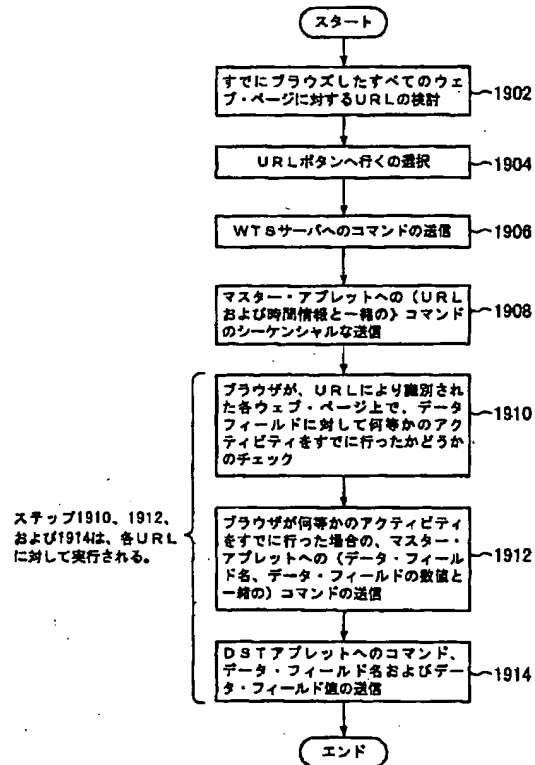 スタート
すでにブラウズしたすべてのウェ
ブ・ページに対するURLの検討
1902
URLボタンへ行くの選択
1904
WTSサーバへのコマンドの送信
1906
マスター・アプレットへの(URL
および時間情報と一緒の}コマンド
のシーケンシャルな送信
1908
ブラウザが、URLにより識別され
た各ウェブ・ページ上で、データ
フィールドに対して何等かのアク
ティビティをすでに行ったかどうか
のチェック
1910
ステップ1910、1912、
および1914は、各URL
に対して実行される。
ブラウザが何等かのアクティビティ
をすでに行った場合の、マスター・
アプレットへの(データ・フィール
ド名、データ・フィールドの数値と
一緒の)コマンドの送信
1912
DSTアプレットへのコマンド、
データ・フィールド名およびデー
タ・フィールド値の送信
1914
エンド